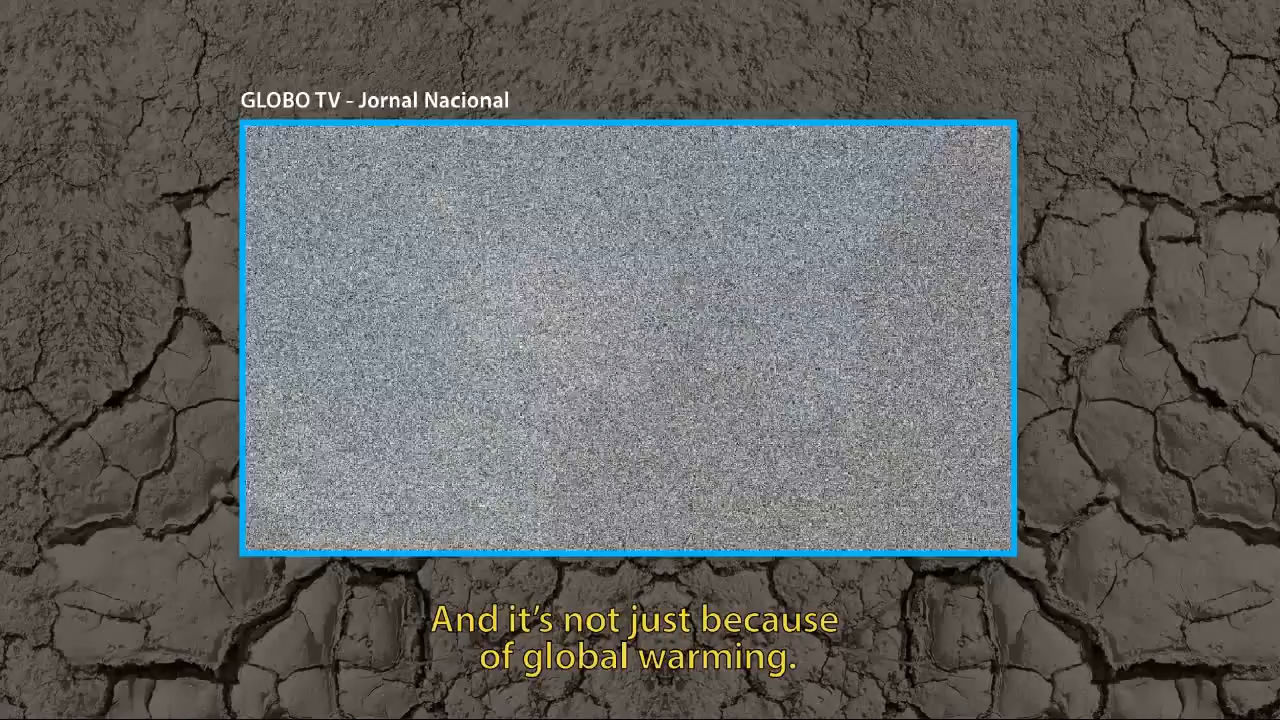 GLOBO TV - Jornal Nacional
And it's not just because
of global warming.